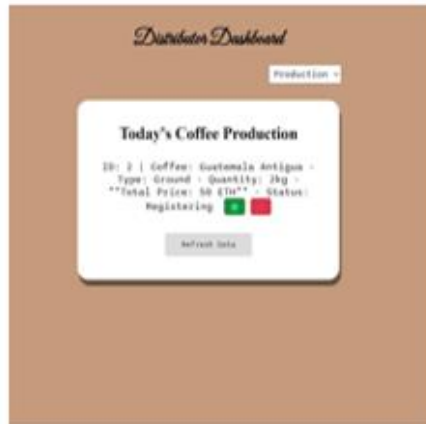 Distributor Dashboard
Production
Today's Coffee Production
ID: 2 | Coffee: Guatemala Antigua -
Type: Ground - Quantity: 2kg -
**Total Price: 50 ETH** - Status:
Registering
Refresh Data